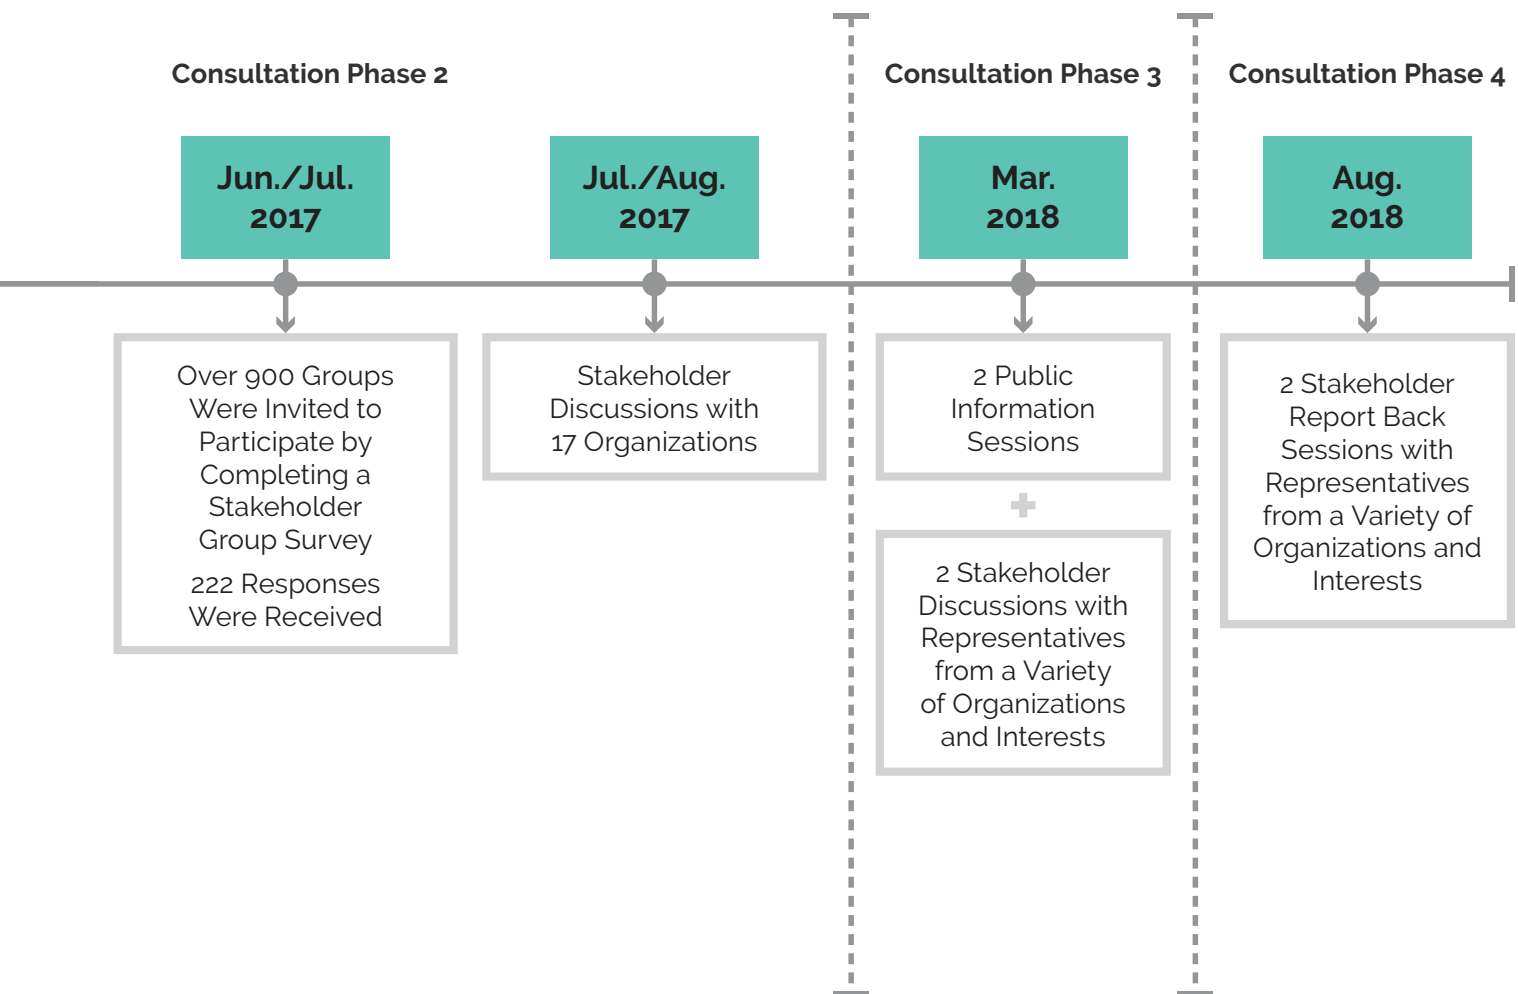 Consultation Phase 2
Jun./Jul.
2017
Over 900 Groups
Were Invited to
Participate by
Completing a
Stakeholder
Group Survey
222 Responses
Were Received
Jul./Aug.
2017
Stakeholder
Discussions with
17 Organizations
Consultation Phase 3
Mar.
2018
2 Public
Information
Sessions
2 Stakeholder
Discussions with
Representatives
from a Variety
of Organizations
and Interests
Consultation Phase 4
Aug.
2018
2 Stakeholder
Report Back
Sessions with
Representatives
from a Variety of
Organizations and
Interests